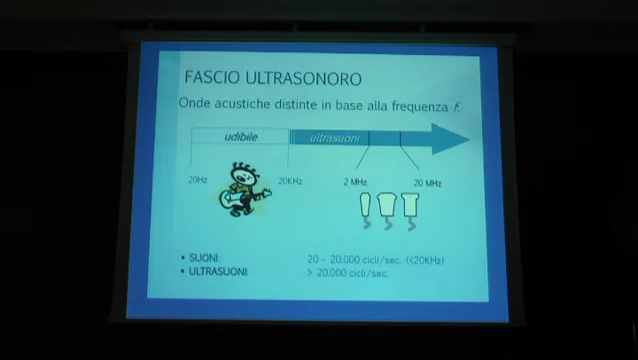 FASCIO ULTRASONORO
Onde acustiche distinte in base alla frequenza f.
udibile ultrasuoni
20Hz 20KHz 2 MHz 20 MHz
• SUONI: 20 – 20.000 cicli/sec. (<20KHz)
• ULTRASUONI: > 20.000 cicli/sec.